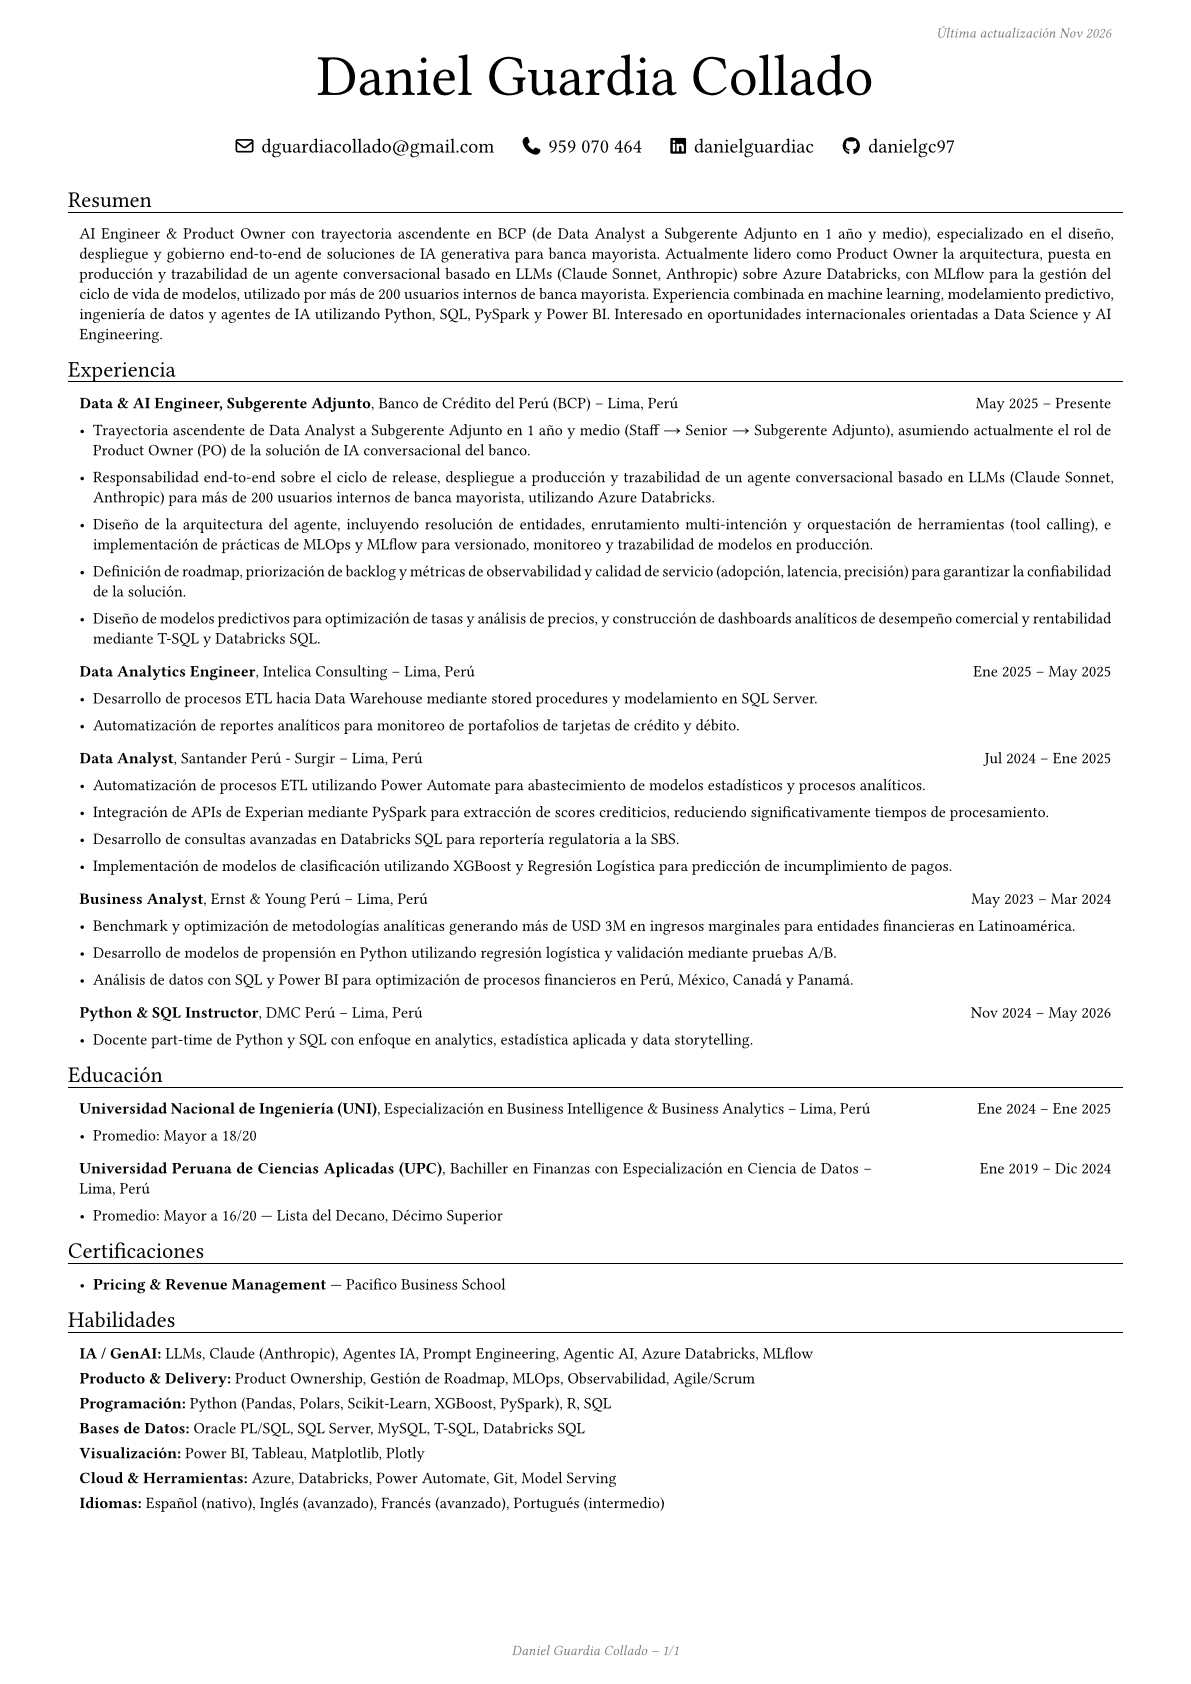 Última actualización Nov 2026
Daniel Guardia Collado
dguardiacollado@gmail.com 959 070 464 danielguardiac danielgc97
Resumen
AI Engineer & Product Owner con trayectoria ascendente en BCP (de Data Analyst a Subgerente Adjunto en 1 año y medio), especializado en el diseño,
despliegue y gobierno end-to-end de soluciones de IA generativa para banca mayorista. Actualmente lidero como Product Owner la arquitectura, puesta en
producción y trazabilidad de un agente conversacional basado en LLMs (Claude Sonnet, Anthropic) sobre Azure Databricks, con MLflow para la gestión del
ciclo de vida de modelos, utilizado por más de 200 usuarios internos de banca mayorista. Experiencia combinada en machine learning, modelamiento predictivo,
ingeniería de datos y agentes de IA utilizando Python, SQL, PySpark y Power BI. Interesado en oportunidades internacionales orientadas a Data Science y AI
Engineering.
Experiencia
Data & AI Engineer, Subgerente Adjunto, Banco de Crédito del Perú (BCP) – Lima, Perú May 2025 – Presente
• Trayectoria ascendente de Data Analyst a Subgerente Adjunto en 1 año y medio (Staff → Senior → Subgerente Adjunto), asumiendo actualmente el rol de
Product Owner (PO) de la solución de IA conversacional del banco.
• Responsabilidad end-to-end sobre el ciclo de release, despliegue a producción y trazabilidad de un agente conversacional basado en LLMs (Claude Sonnet,
Anthropic) para más de 200 usuarios internos de banca mayorista, utilizando Azure Databricks.
• Diseño de la arquitectura del agente, incluyendo resolución de entidades, enrutamiento multi-intención y orquestación de herramientas (tool calling), e
implementación de prácticas de MLOps y MLflow para versionado, monitoreo y trazabilidad de modelos en producción.
• Definición de roadmap, priorización de backlog y métricas de observabilidad y calidad de servicio (adopción, latencia, precisión) para garantizar la confiabilidad
de la solución.
• Diseño de modelos predictivos para optimización de tasas y análisis de precios, y construcción de dashboards analíticos de desempeño comercial y rentabilidad
mediante T-SQL y Databricks SQL.
Data Analytics Engineer, Intelica Consulting – Lima, Perú Ene 2025 – May 2025
• Desarrollo de procesos ETL hacia Data Warehouse mediante stored procedures y modelamiento en SQL Server.
• Automatización de reportes analíticos para monitoreo de portafolios de tarjetas de crédito y débito.
Data Analyst, Santander Perú - Surgir – Lima, Perú Jul 2024 – Ene 2025
• Automatización de procesos ETL utilizando Power Automate para abastecimiento de modelos estadísticos y procesos analíticos.
• Integración de APIs de Experian mediante PySpark para extracción de scores crediticios, reduciendo significativamente tiempos de procesamiento.
• Desarrollo de consultas avanzadas en Databricks SQL para reportería regulatoria a la SBS.
• Implementación de modelos de clasificación utilizando XGBoost y Regresión Logística para predicción de incumplimiento de pagos.
Business Analyst, Ernst & Young Perú – Lima, Perú May 2023 – Mar 2024
• Benchmark y optimización de metodologías analíticas generando más de USD 3M en ingresos marginales para entidades financieras en Latinoamérica.
• Desarrollo de modelos de propensión en Python utilizando regresión logística y validación mediante pruebas A/B.
• Análisis de datos con SQL y Power BI para optimización de procesos financieros en Perú, México, Canadá y Panamá.
Python & SQL Instructor, DMC Perú – Lima, Perú Nov 2024 – May 2026
• Docente part-time de Python y SQL con enfoque en analytics, estadística aplicada y data storytelling.
Educación
Universidad Nacional de Ingeniería (UNI), Especialización en Business Intelligence & Business Analytics – Lima, Perú Ene 2024 – Ene 2025
• Promedio: Mayor a 18/20
Universidad Peruana de Ciencias Aplicadas (UPC), Bachiller en Finanzas con Especialización en Ciencia de Datos – Ene 2019 – Dic 2024
Lima, Perú
• Promedio: Mayor a 16/20 — Lista del Decano, Décimo Superior
Certificaciones
• Pricing & Revenue Management — Pacifico Business School
Habilidades
IA / GenAI: LLMs, Claude (Anthropic), Agentes IA, Prompt Engineering, Agentic AI, Azure Databricks, MLflow
Producto & Delivery: Product Ownership, Gestión de Roadmap, MLOps, Observabilidad, Agile/Scrum
Programación: Python (Pandas, Polars, Scikit-Learn, XGBoost, PySpark), R, SQL
Bases de Datos: Oracle PL/SQL, SQL Server, MySQL, T-SQL, Databricks SQL
Visualización: Power BI, Tableau, Matplotlib, Plotly
Cloud & Herramientas: Azure, Databricks, Power Automate, Git, Model Serving
Idiomas: Español (nativo), Inglés (avanzado), Francés (avanzado), Portugués (intermedio)
Daniel Guardia Collado – 1/1